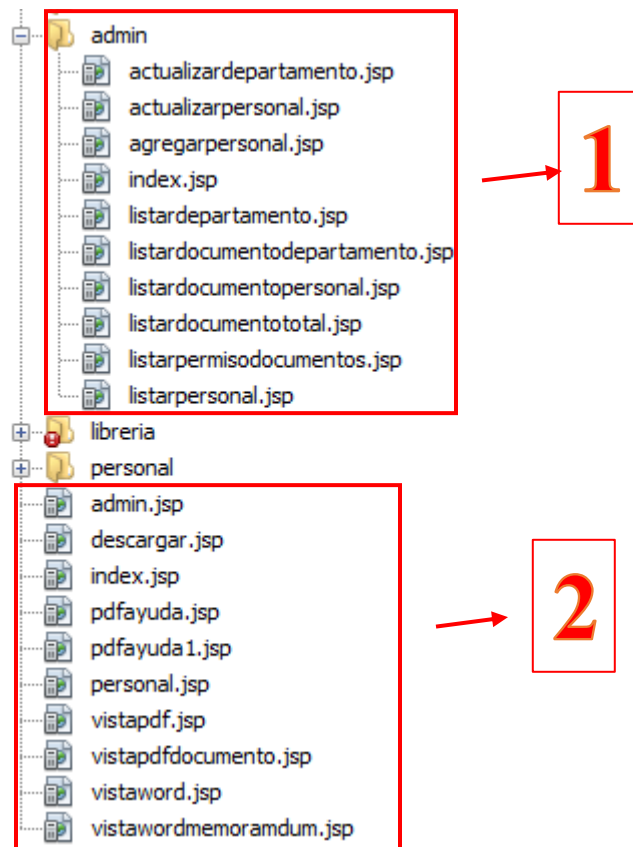 admin
actualizardepartamento.jsp
actualizarpersonal.jsp
agregarpersonal.jsp
index.jsp
listardepartamento.jsp
listardocumentodepartamento.jsp
listardocumentopersonal.jsp
listardocumentototal.jsp
listarpermisodocumentos.jsp
listarpersonal.jsp
1
libreria
personal
admin.jsp
descargar.jsp
index.jsp
pdfayuda.jsp
pdfayuda1.jsp
personal.jsp
vistapdf.jsp
vistapdfdocumento.jsp
vistaword.jsp
vistawordmemoramdum.jsp
2